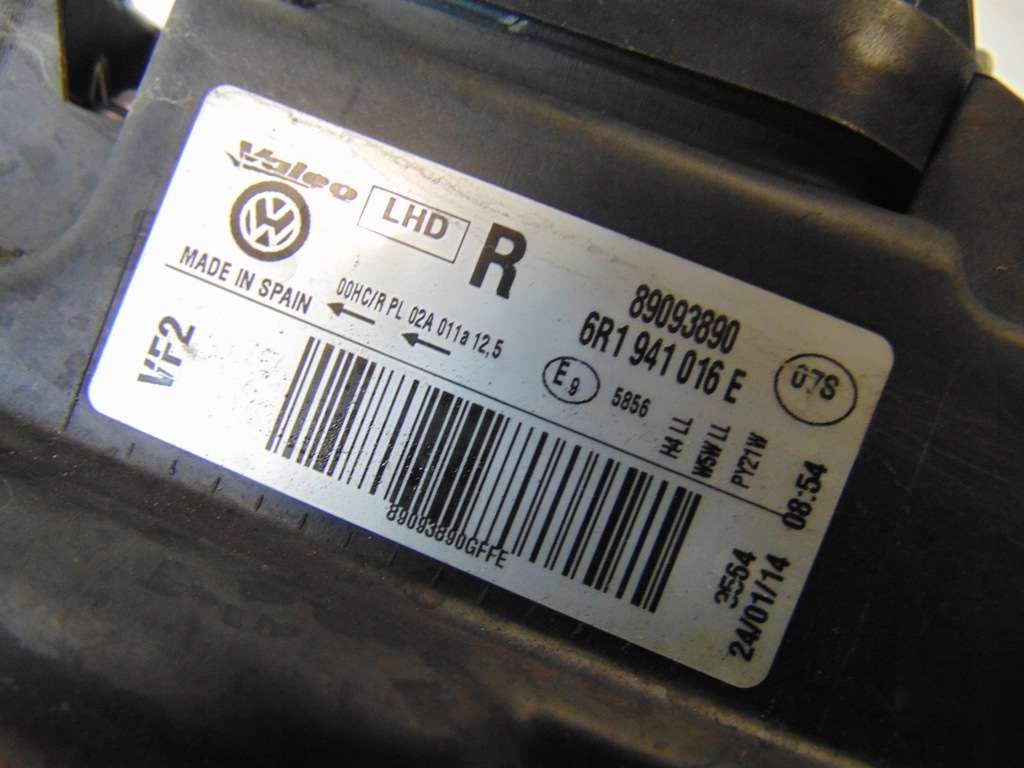 Valeo
LHD
R
MADE IN SPAIN
00HC/R PL 02A 011a 12,5
VF2
89093890
6R1 941 016 E
07S
E9
5856
H4 LL
W5W LL
PY21W
89093890GFFE
08:54
3564
24/01/14